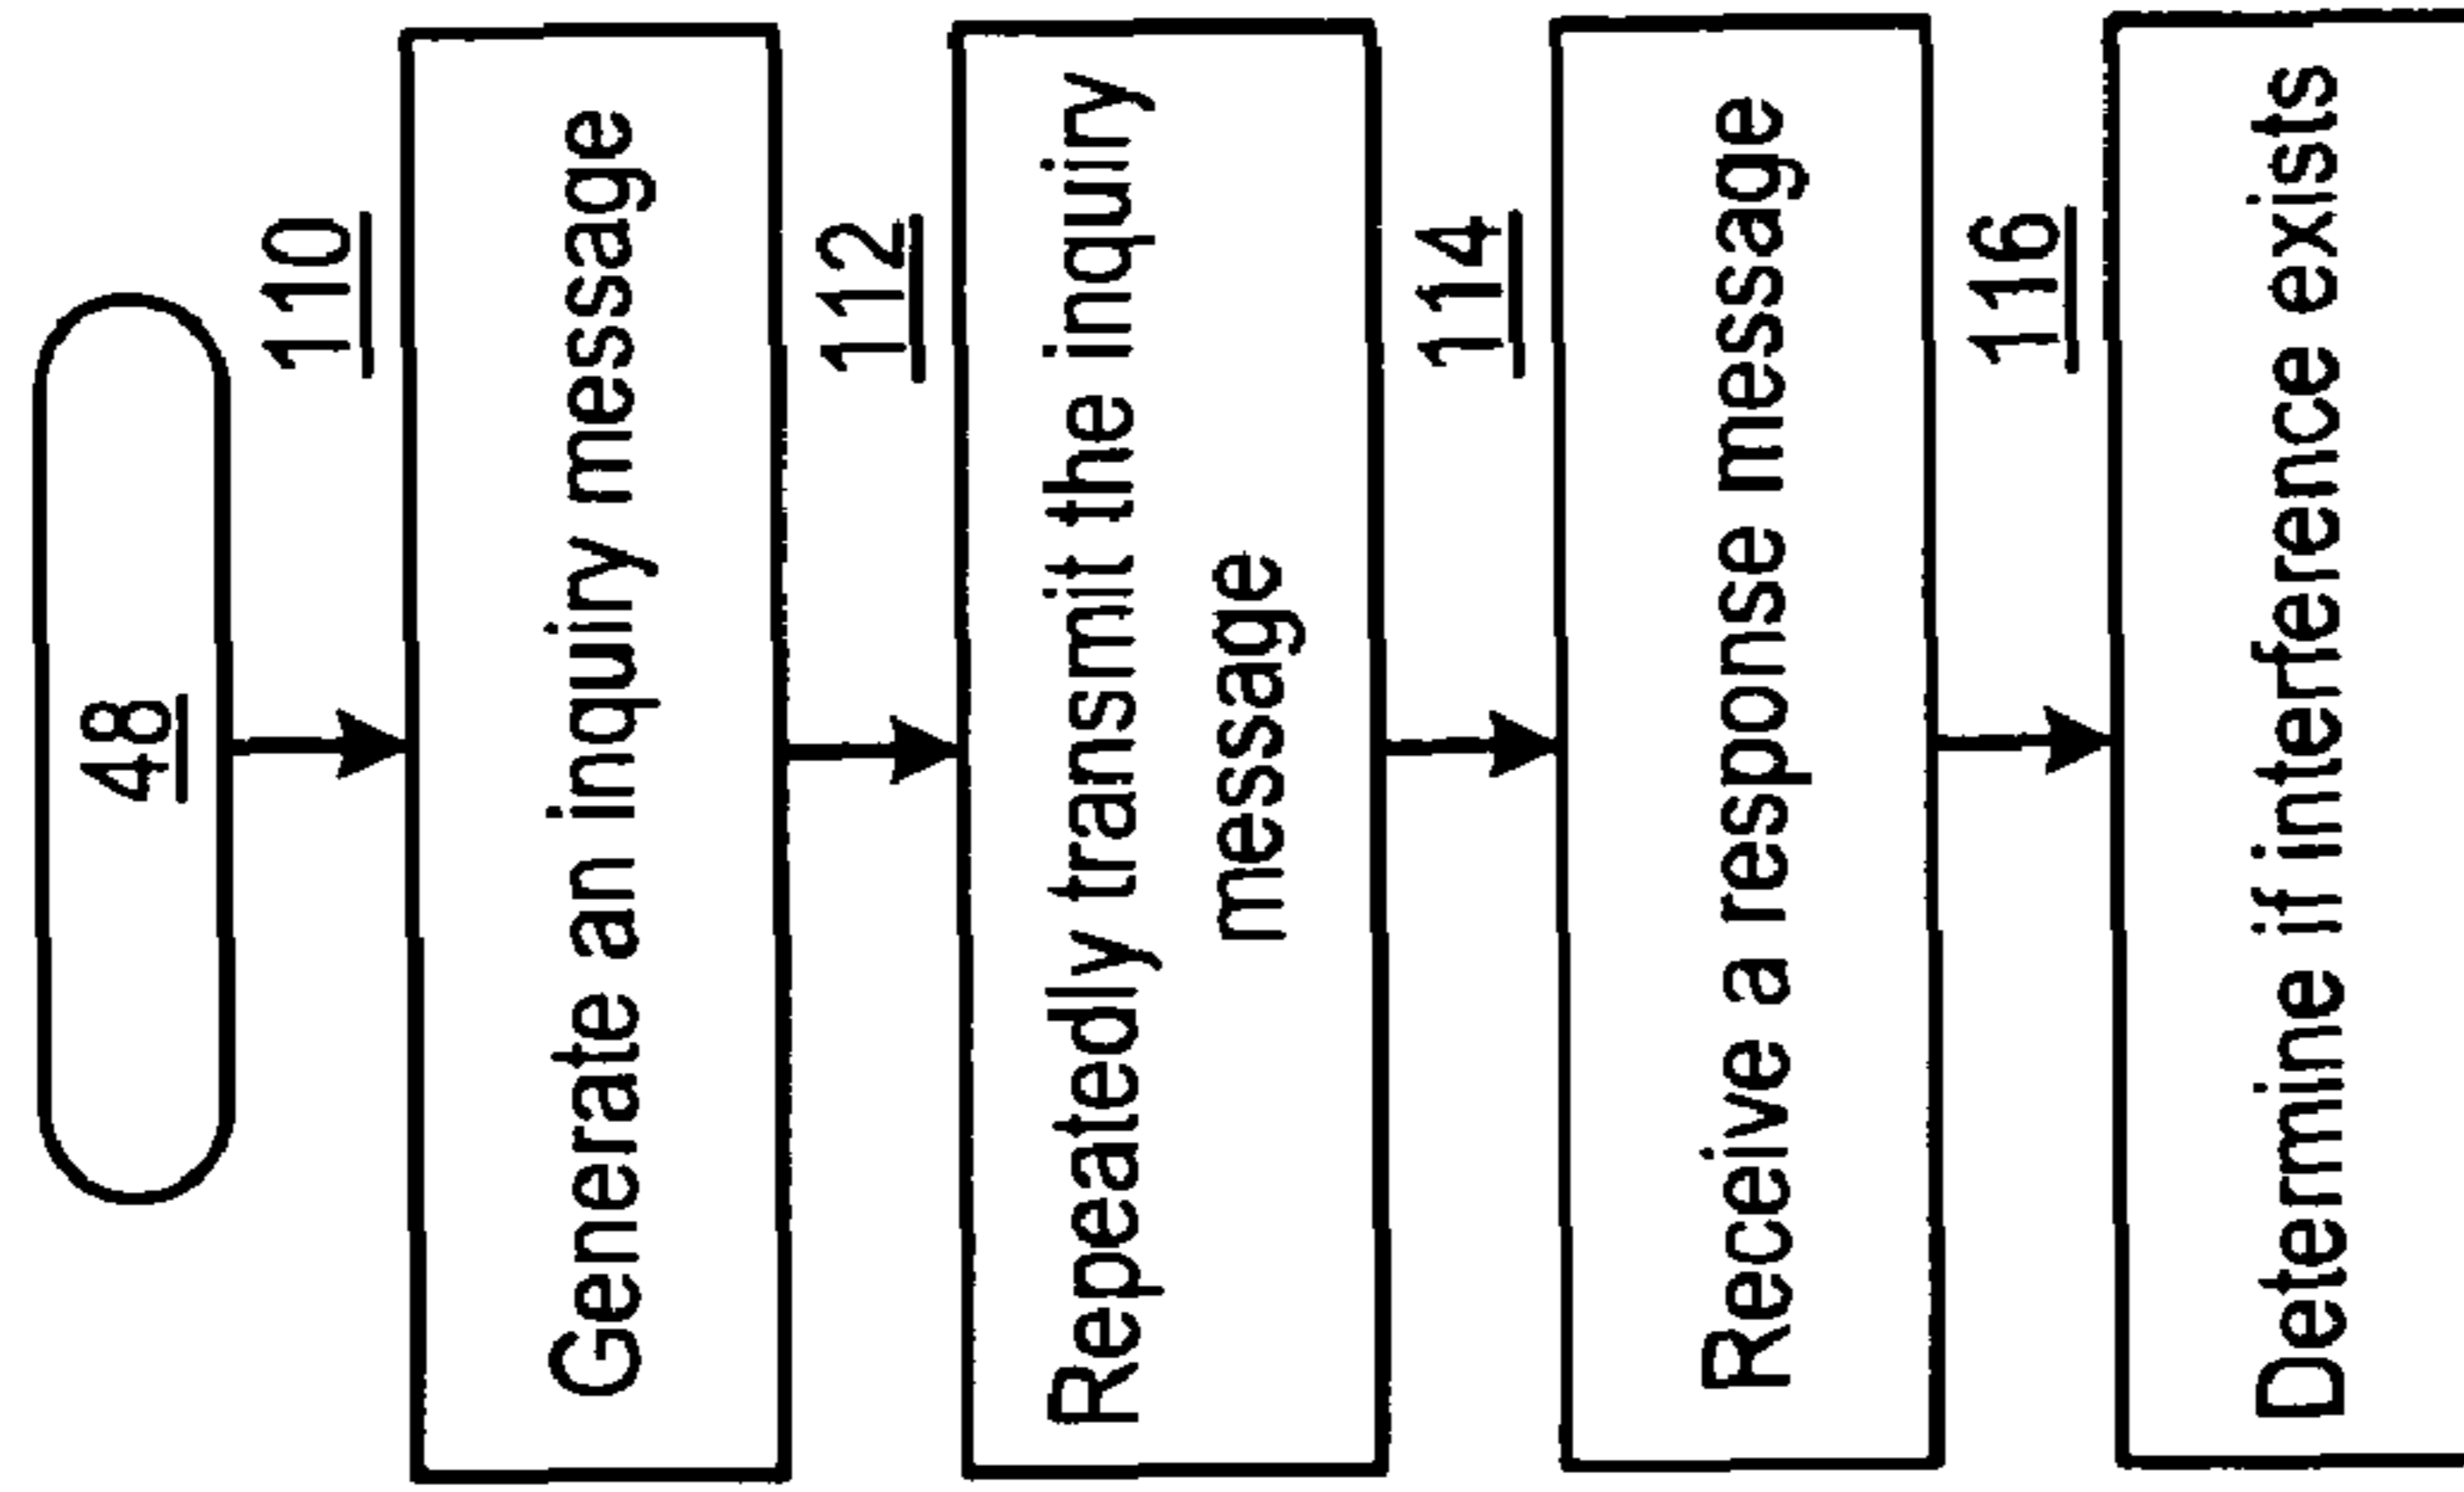 48
110
Generate an inquiry message
112
Repeatedly transmit the inquiry
message
114
Receive a response message
116
Determine if interference exists